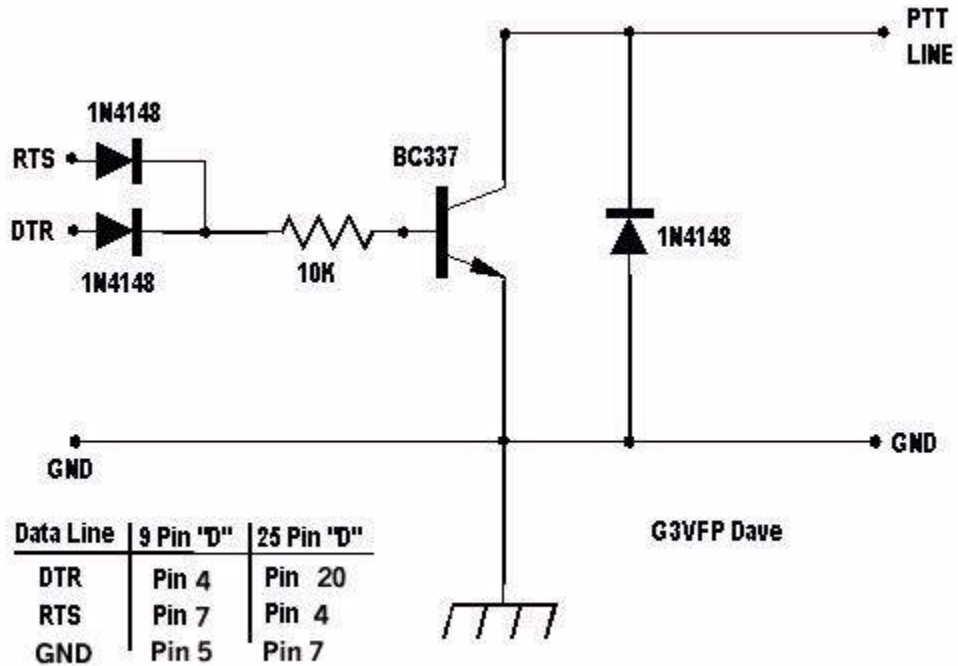 PTT
LINE
1N4148
RTS
BC337
DTR
1N4148
10K
1N4148
GND
GND
G3VFP Dave
Data Line 9 Pin "D" 25 Pin "D"
DTR Pin 4 Pin 20
RTS Pin 7 Pin 4
GND Pin 5 Pin 7